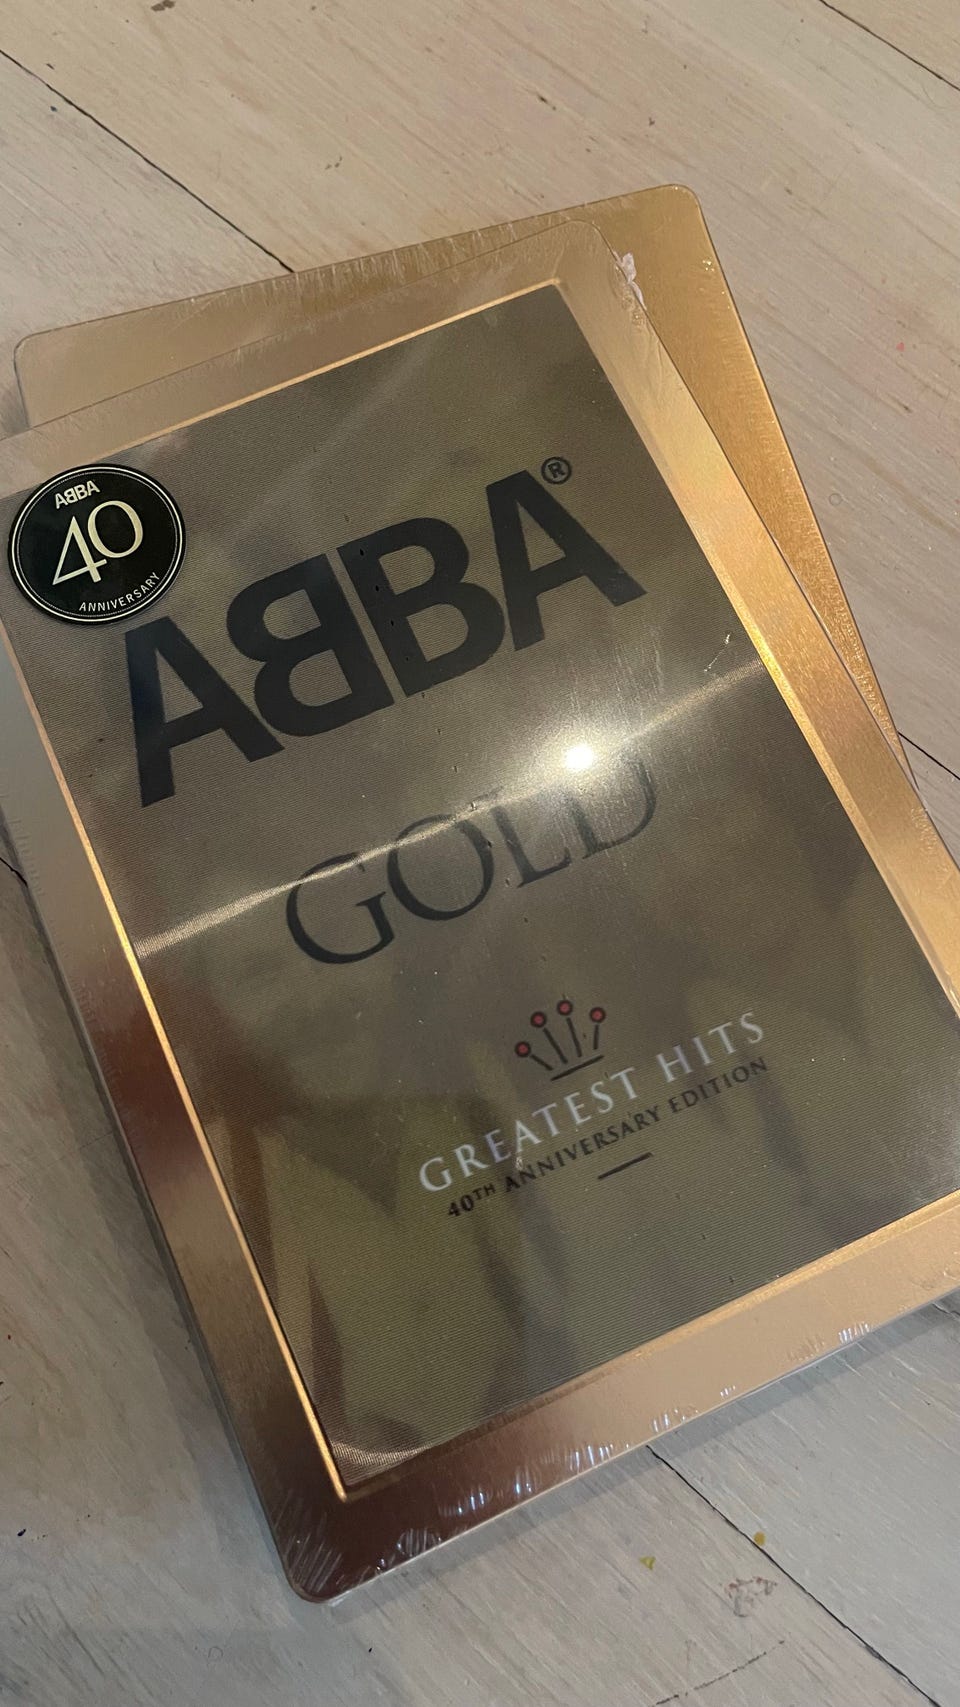 ABBA
40
ANNIVERSARY
ABBA®
GOLD
GREATEST HITS
40TH ANNIVERSARY EDITION